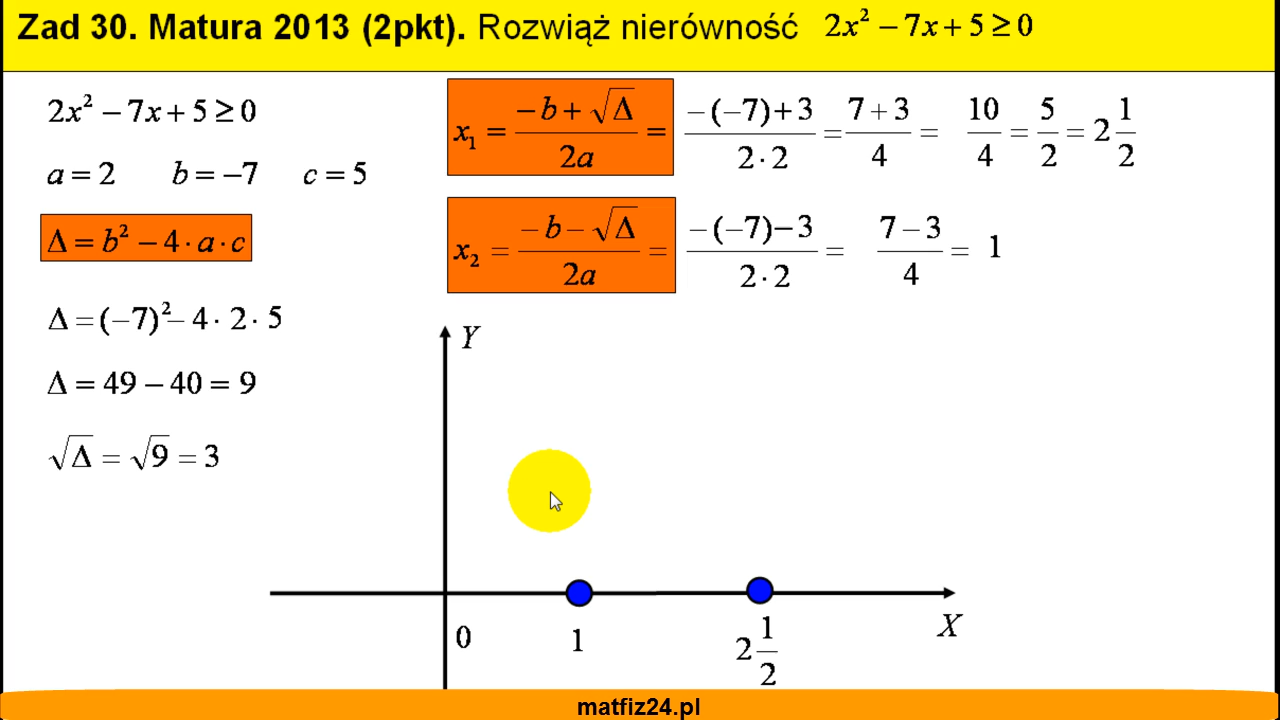 Zad 30. Matura 2013 (2pkt). Rozwiąż nierówność 2x² − 7x + 5 ≥ 0
2x² − 7x + 5 ≥ 0
a = 2 b = −7 c = 5
Δ = b² − 4 · a · c
Δ = (−7)² − 4 · 2 · 5
Δ = 49 − 40 = 9
√Δ = √9 = 3
x₁ = (−b + √Δ)/(2a) = (−(−7) + 3)/(2 · 2) = (7 + 3)/4 = 10/4 = 5/2 = 2 1/2
x₂ = (−b − √Δ)/(2a) = (−(−7) − 3)/(2 · 2) = (7 − 3)/4 = 1
Y
0 1 2 1/2 X
matfiz24.pl